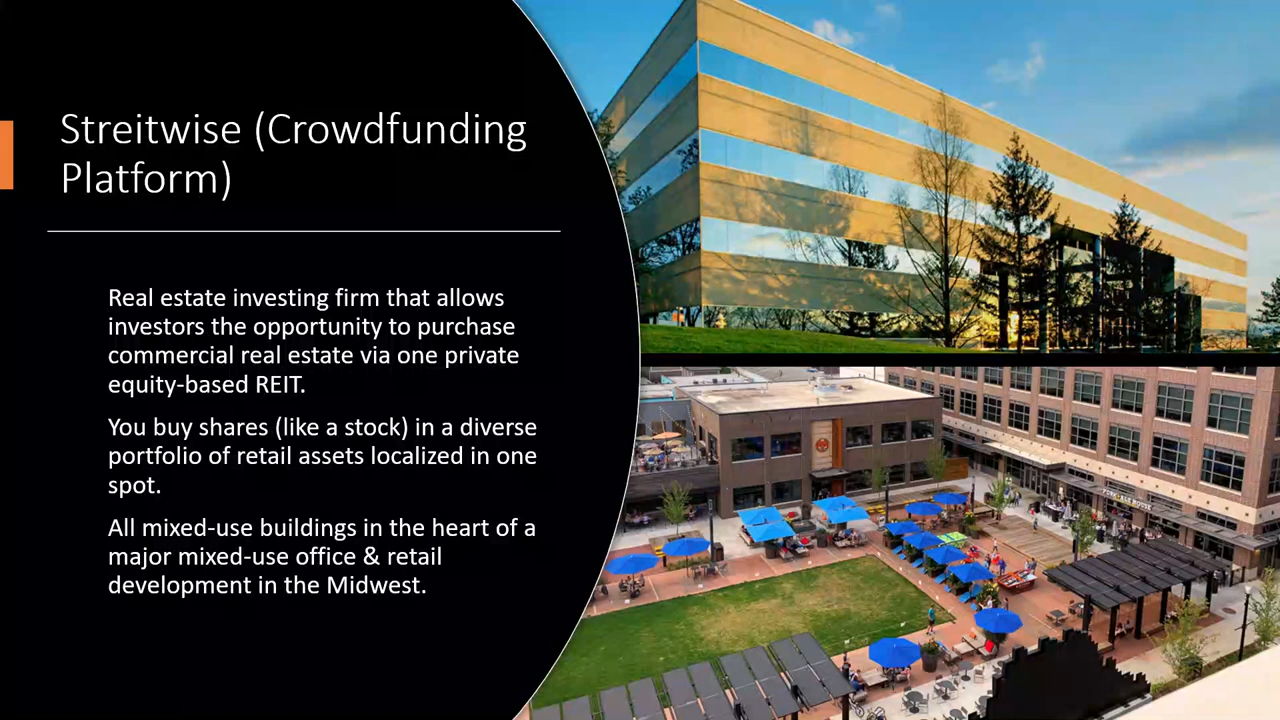 Streitwise (Crowdfunding
Platform)
Real estate investing firm that allows
investors the opportunity to purchase
commercial real estate via one private
equity-based REIT.
You buy shares (like a stock) in a diverse
portfolio of retail assets localized in one
spot.
All mixed-use buildings in the heart of a
major mixed-use office & retail
development in the Midwest.